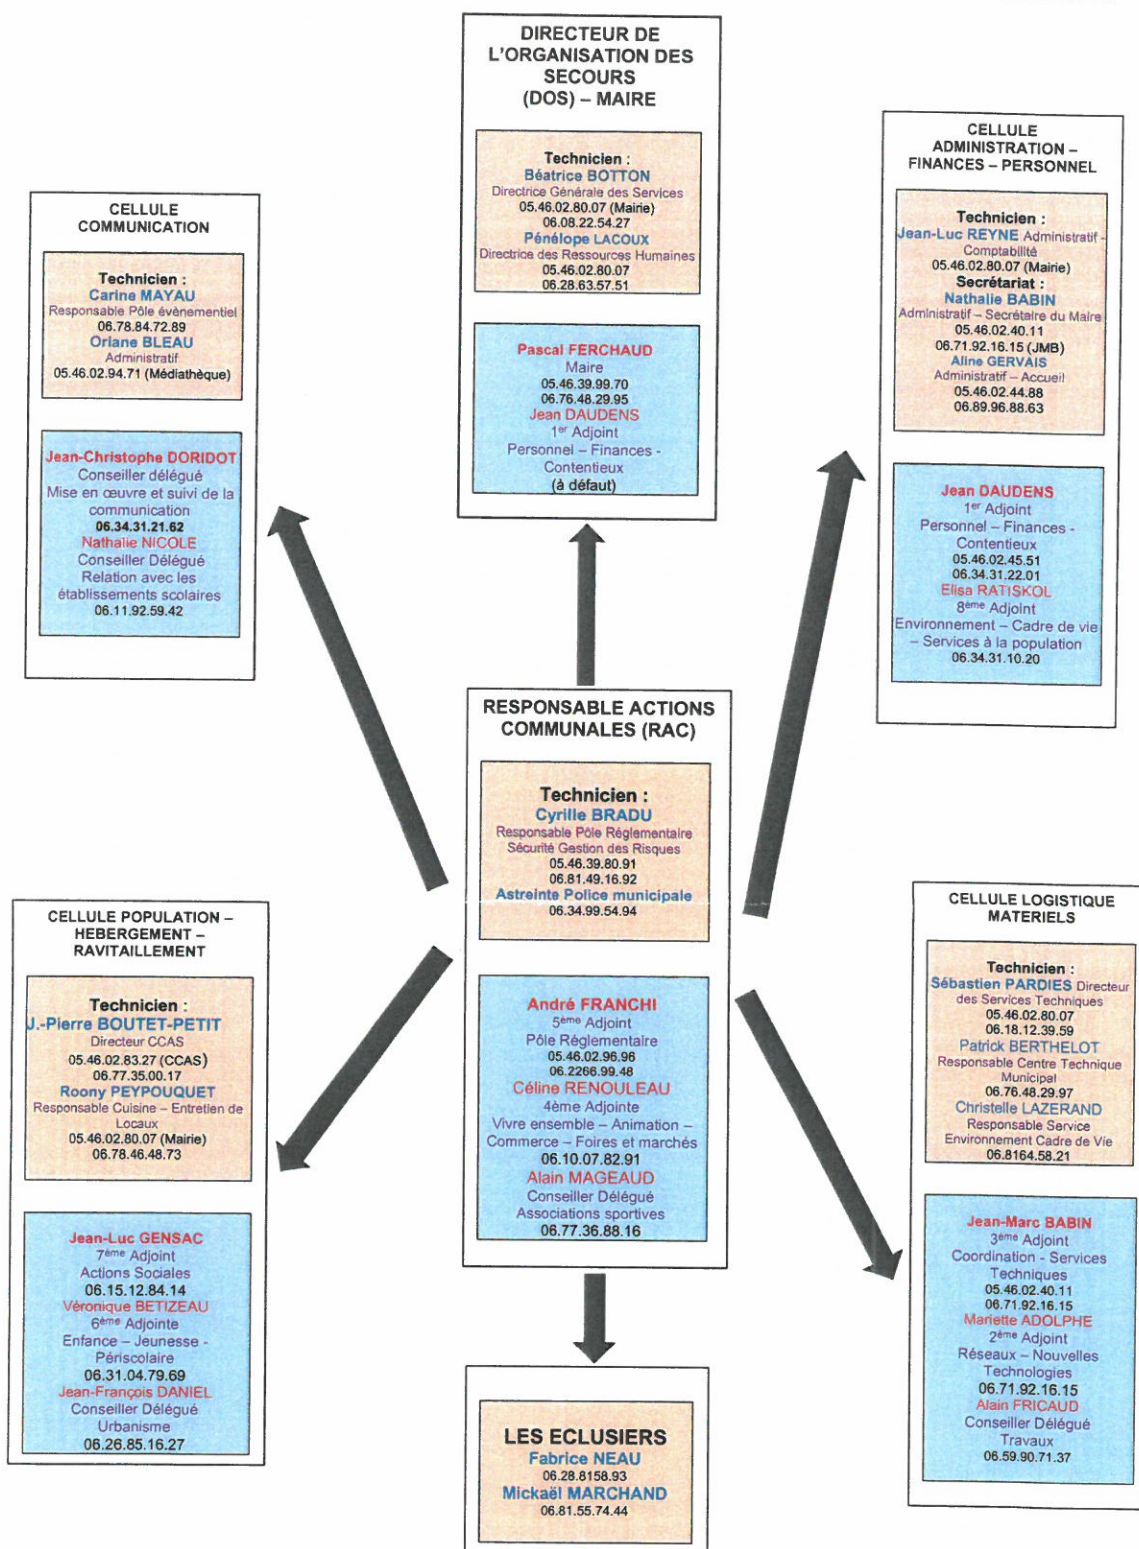 DIRECTEUR DE
L'ORGANISATION DES
SECOURS
(DOS) – MAIRE
Technicien :
Béatrice BOTTON
Directrice Générale des Services
05.46.02.80.07 (Mairie)
06.08.22.54.27
Pénélope LACOUX
Directrice des Ressources Humaines
05.46.02.80.07
06.28.63.57.51
Pascal FERCHAUD
Maire
05.46.39.99.70
06.76.48.29.95
Jean DAUDENS
1er Adjoint
Personnel – Finances -
Contentieux
(à défaut)
CELLULE
COMMUNICATION
Technicien :
Carine MAYAU
Responsable Pôle évènementiel
06.78.84.72.89
Oriane BLEAU
Administratif
05.46.02.94.71 (Médiathèque)
Jean-Christophe DORIDOT
Conseiller délégué
Mise en œuvre et suivi de la
communication
06.34.31.21.62
Nathalie NICOLE
Conseiller Délégué
Relation avec les
établissements scolaires
06.11.92.59.42
CELLULE
ADMINISTRATION –
FINANCES – PERSONNEL
Technicien :
Jean-Luc REYNE Administratif -
Comptabilité
05.46.02.80.07 (Mairie)
Secrétariat :
Nathalie BABIN
Administratif – Secrétaire du Maire
05.46.02.40.11
06.71.92.16.15 (JMB)
Aline GERVAIS
Administratif – Accueil
05.46.02.44.88
06.89.96.88.63
Jean DAUDENS
1er Adjoint
Personnel – Finances -
Contentieux
05.46.02.45.51
06.34.31.22.01
Elisa RATISKOL
8ème Adjoint
Environnement – Cadre de vie
– Services à la population
06.34.31.10.20
RESPONSABLE ACTIONS
COMMUNALES (RAC)
Technicien :
Cyrille BRADU
Responsable Pôle Réglementaire
Sécurité Gestion des Risques
05.46.39.80.91
06.81.49.16.92
Astreinte Police municipale
06.34.99.54.94
André FRANCHI
5ème Adjoint
Pôle Réglementaire
05.46.02.96.96
06.2266.99.48
Céline RENOULEAU
4ème Adjointe
Vivre ensemble – Animation –
Commerce – Foires et marchés
06.10.07.82.91
Alain MAGEAUD
Conseiller Délégué
Associations sportives
06.77.36.88.16
CELLULE POPULATION –
HEBERGEMENT –
RAVITAILLEMENT
Technicien :
J.-Pierre BOUTET-PETIT
Directeur CCAS
05.46.02.83.27 (CCAS)
06.77.35.00.17
Roony PEYPOUQUET
Responsable Cuisine – Entretien de
Locaux
05.46.02.80.07 (Mairie)
06.78.46.48.73
Jean-Luc GENSAC
7ème Adjoint
Actions Sociales
06.15.12.84.14
Véronique BETIZEAU
6ème Adjointe
Enfance – Jeunesse -
Périscolaire
06.31.04.79.69
Jean-François DANIEL
Conseiller Délégué
Urbanisme
06.26.85.16.27
CELLULE LOGISTIQUE
MATERIELS
Technicien :
Sébastien PARDIES Directeur
des Services Techniques
05.46.02.80.07
06.18.12.39.59
Patrick BERTHELOT
Responsable Centre Technique
Municipal
06.76.48.29.97
Christelle LAZERAND
Responsable Service
Environnement Cadre de Vie
06.8164.58.21
Jean-Marc BABIN
3ème Adjoint
Coordination - Services
Techniques
05.46.02.40.11
06.71.92.16.15
Mariette ADOLPHE
2ème Adjoint
Réseaux – Nouvelles
Technologies
06.71.92.16.15
Alain FRICAUD
Conseiller Délégué
Travaux
06.59.90.71.37
LES ECLUSIERS
Fabrice NEAU
06.28.8158.93
Mickaël MARCHAND
06.81.55.74.44